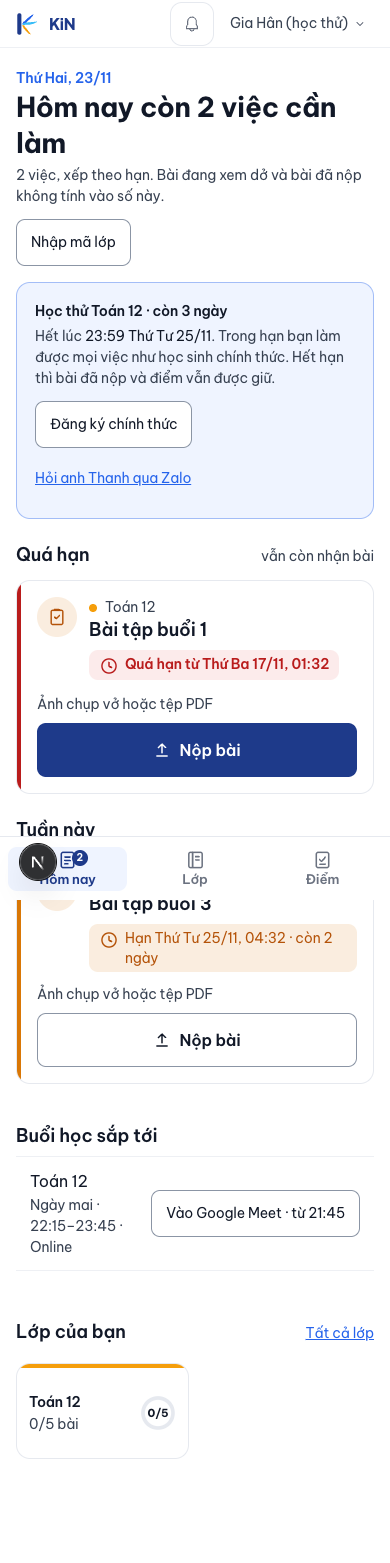 KiN
Gia Hân (học thử)
Thứ Hai, 23/11
Hôm nay còn 2 việc cần
làm
2 việc, xếp theo hạn. Bài đang xem dở và bài đã nộp
không tính vào số này.
Nhập mã lớp
Học thử Toán 12 · còn 3 ngày
Hết lúc 23:59 Thứ Tư 25/11. Trong hạn bạn làm
được mọi việc như học sinh chính thức. Hết hạn
thì bài đã nộp và điểm vẫn được giữ.
Đăng ký chính thức
Hỏi anh Thanh qua Zalo
Quá hạn
vẫn còn nhận bài
Toán 12
Bài tập buổi 1
Quá hạn từ Thứ Ba 17/11, 01:32
Ảnh chụp vở hoặc tệp PDF
Nộp bài
Tuần này
N
2
Hôm nay
Lớp
Điểm
Bài tập buổi 3
Hạn Thứ Tư 25/11, 04:32 · còn 2
ngày
Ảnh chụp vở hoặc tệp PDF
Nộp bài
Buổi học sắp tới
Toán 12
Ngày mai ·
22:15–23:45 ·
Online
Vào Google Meet · từ 21:45
Lớp của bạn
Tất cả lớp
Toán 12
0/5 bài
0/5